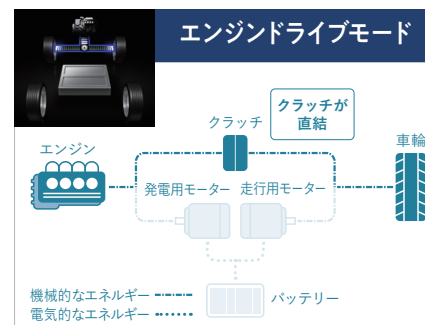 エンジンドライブモード
クラッチが
直結
クラッチ
車輪
エンジン
発電用モーター 走行用モーター
機械的なエネルギー
電気的なエネルギー
バッテリー